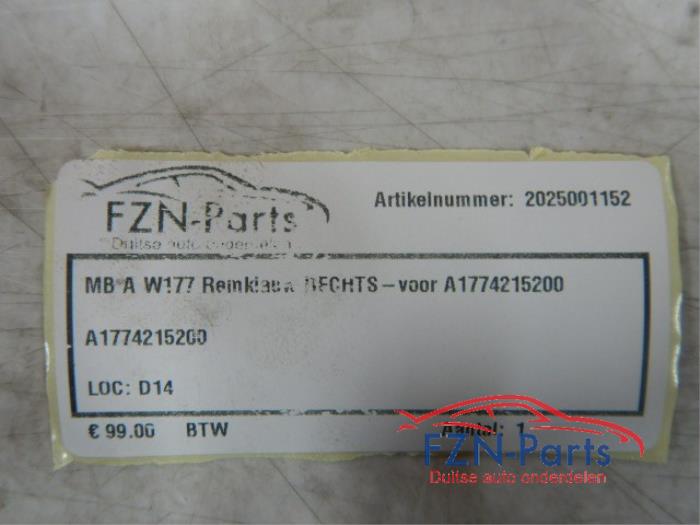 FZN-Parts
Duitse auto onderdelen
Artikelnummer: 2025001152
MB A W177 Remklauw RECHTS-voor A1774215200
A1774215200
LOC: D14
€ 99.00 BTW Aantal: 1
FZN-Parts
Duitse auto onderdelen